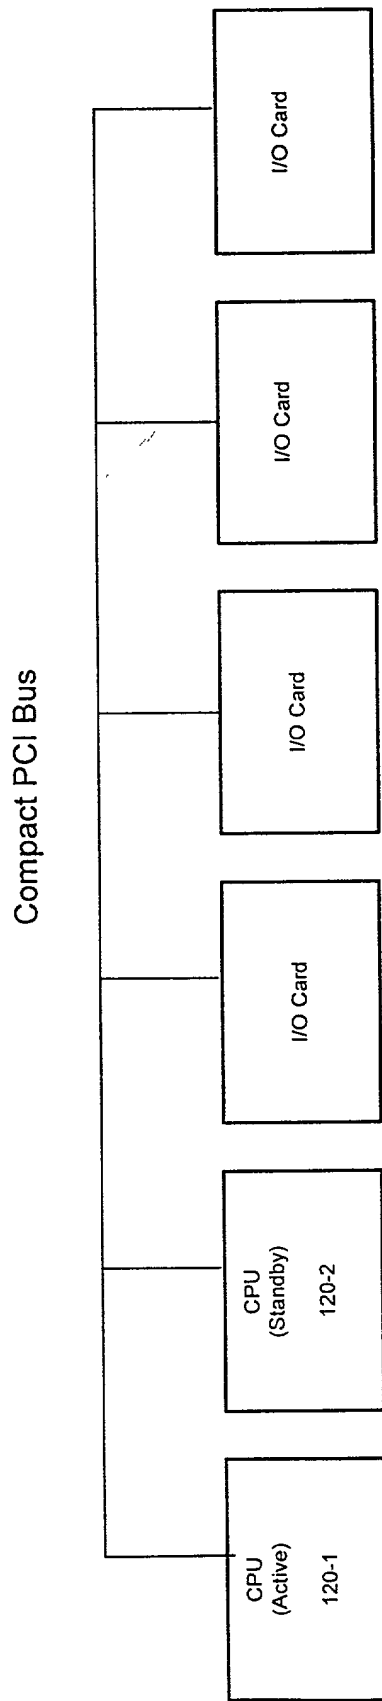 Compact PCI Bus
CPU
(Active)
120-1
CPU
(Standby)
120-2
I/O Card
I/O Card
I/O Card
I/O Card